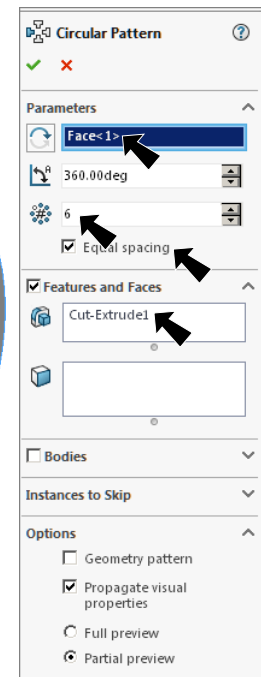 Circular Pattern
Parameters
Face<1>
360.00deg
6
Equal spacing
Features and Faces
Cut-Extrude1
Bodies
Instances to Skip
Options
Geometry pattern
Propagate visual
properties
Full preview
Partial preview